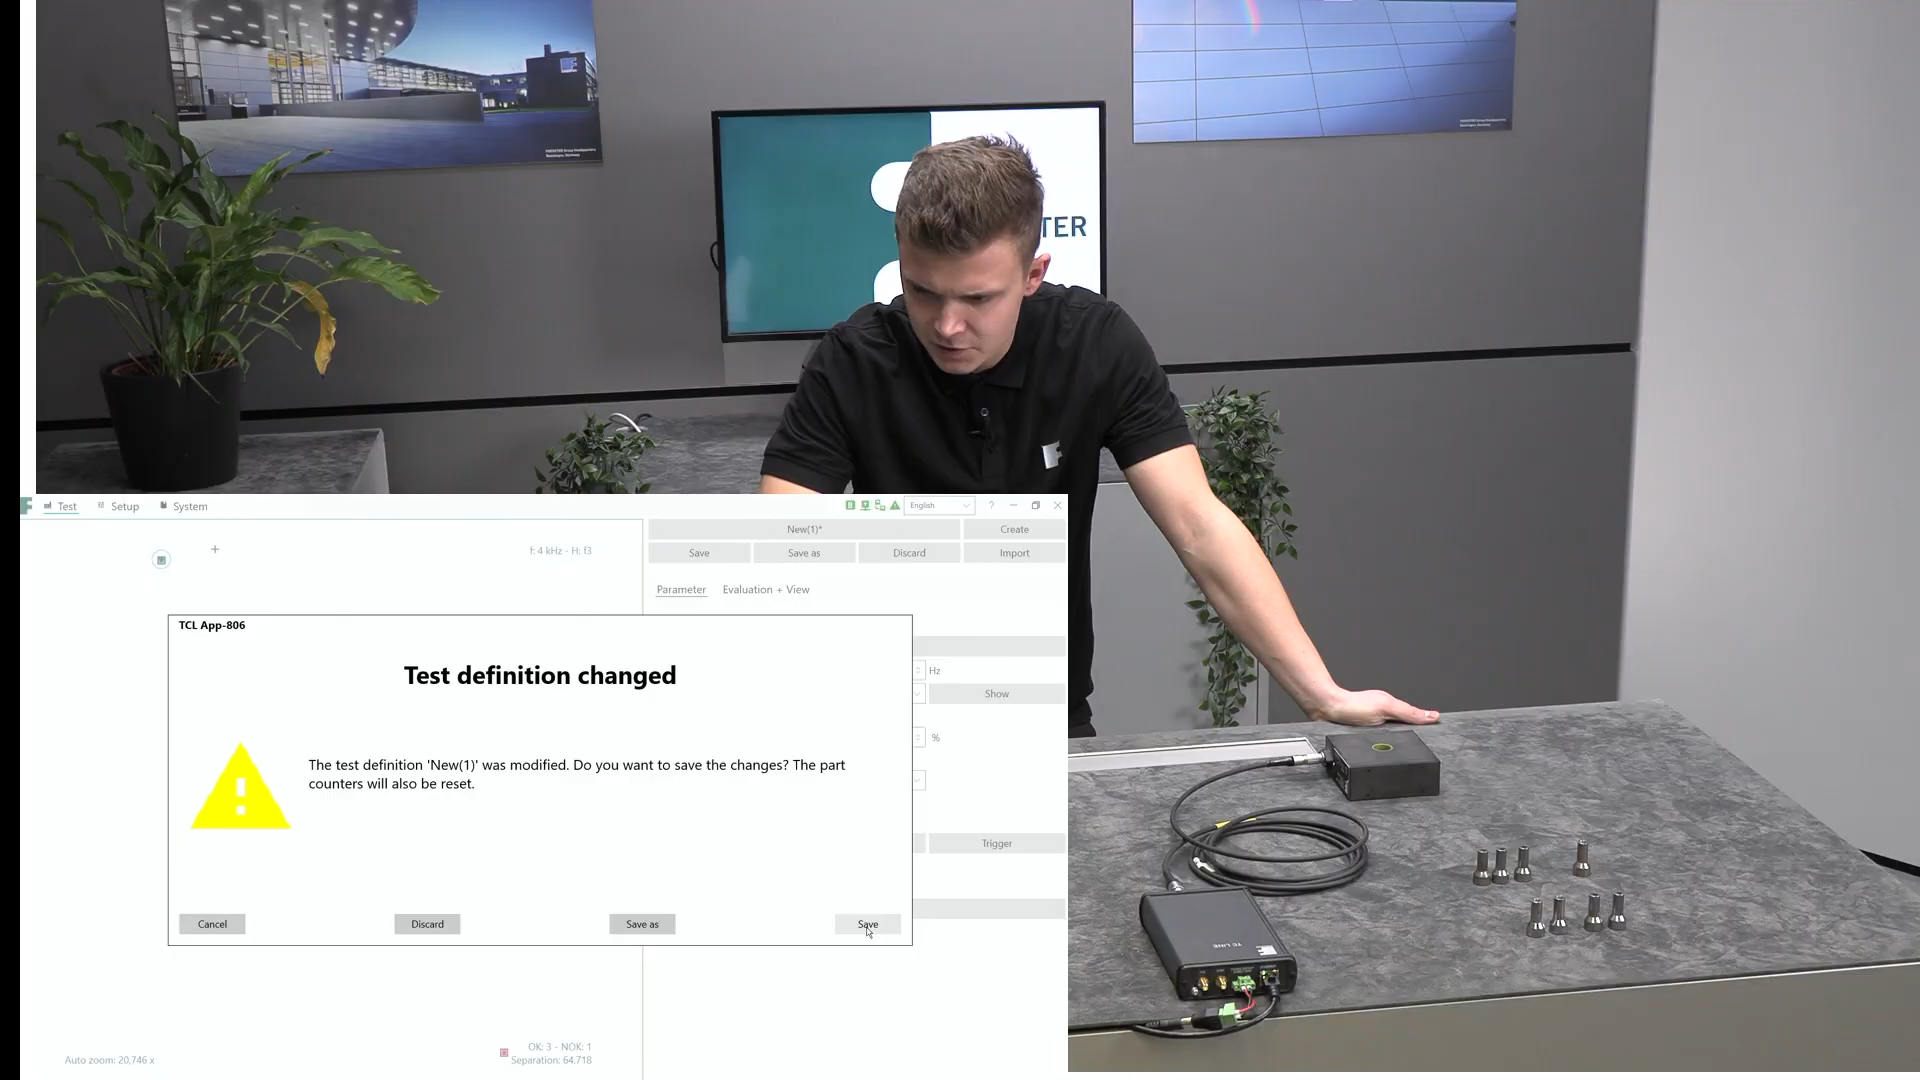 TER
Test
Setup
System
English
?
New(1)*
Create
Save
Save as
Discard
Import
f: 4 kHz - H: f3
Parameter
Evaluation + View
TCL App-806
Test definition changed
The test definition 'New(1)' was modified. Do you want to save the changes? The part
counters will also be reset.
Cancel
Discard
Save as
Save
Hz
Show
%
Trigger
OK: 3 - NOK: 1
Separation: 64.718
Auto zoom: 20,746 x
TC LINE